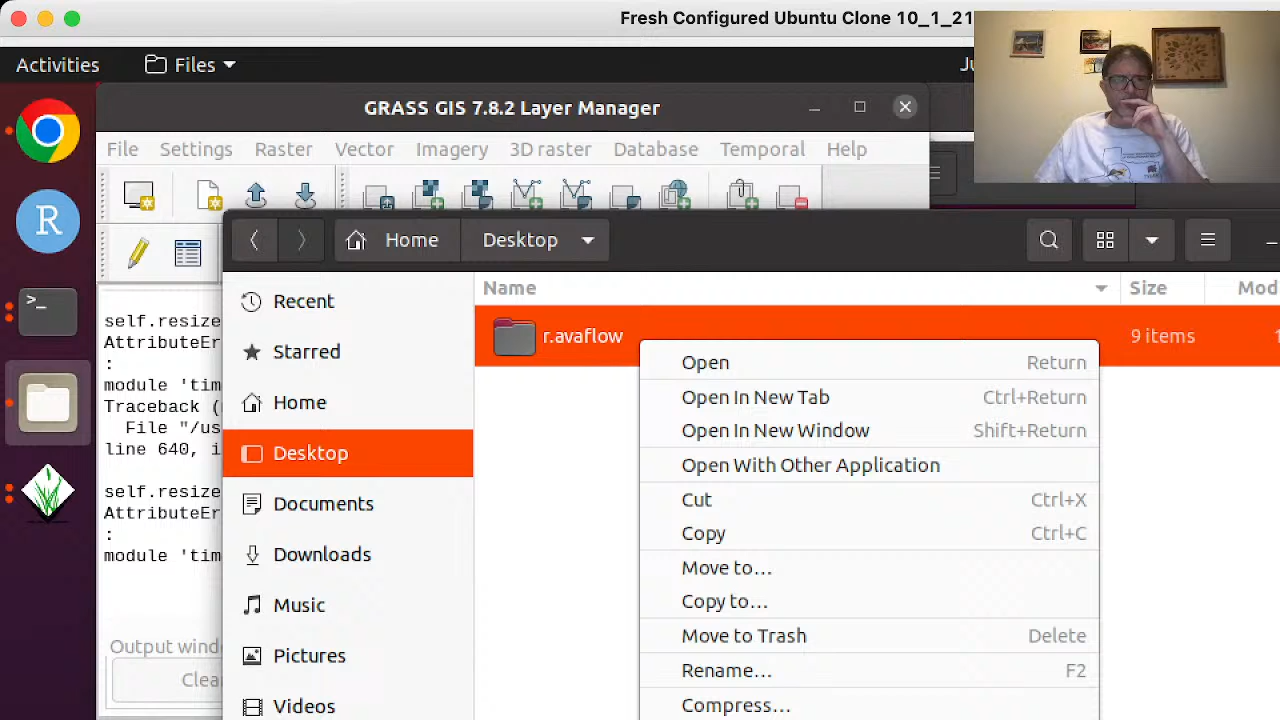 Fresh Configured Ubuntu Clone 10_1_21
Activities
Files
GRASS GIS 7.8.2 Layer Manager
File Settings Raster Vector Imagery 3D raster Database Temporal Help
Home Desktop
Name Size
Recent
Starred
Home
Desktop
Documents
Downloads
Music
Pictures
Videos
r.avaflow 9 items
Open Return
Open In New Tab Ctrl+Return
Open In New Window Shift+Return
Open With Other Application
Cut Ctrl+X
Copy Ctrl+C
Move to...
Copy to...
Move to Trash Delete
Rename... F2
Compress...
self.resize
AttributeEr
:
module 'tim
Traceback (
File "/us
line 640, i
self.resize
AttributeEr
:
module 'tim
Output wind
Clea
R
>_